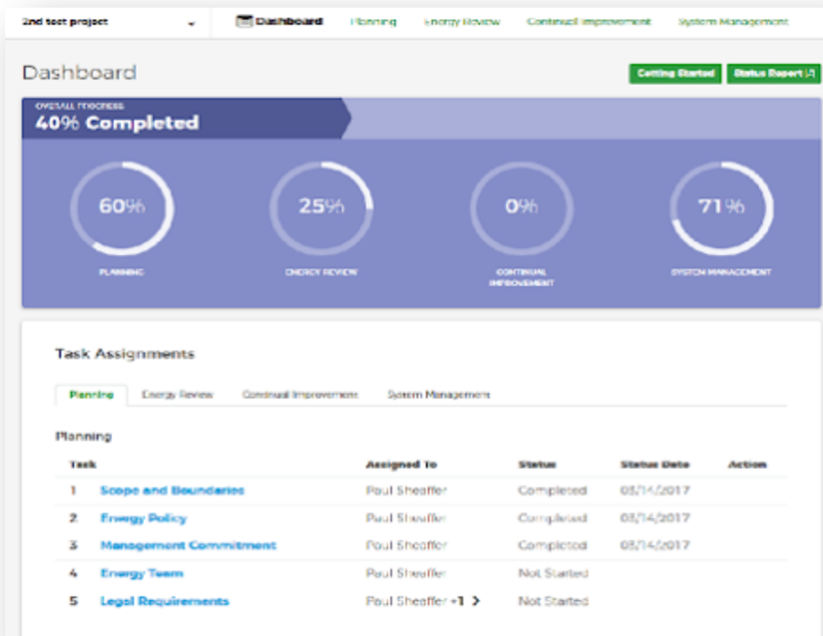 2nd test project
Dashboard Planning Energy Review Continual Improvement System Management
Dashboard
Getting Started Status Report
OVERALL PROGRESS
40% Completed
60% 25% 0% 71%
PLANNING ENERGY REVIEW CONTINUAL IMPROVEMENT SYSTEM MANAGEMENT
Task Assignments
Planning Energy Review Continual Improvement System Management
Planning
Task Assigned To Status Status Date Action
1 Scope and Boundaries Paul Sheaffer Completed 03/14/2017
2 Energy Policy Paul Sheaffer Completed 03/14/2017
3 Management Commitment Paul Sheaffer Completed 03/14/2017
4 Energy Team Paul Sheaffer Not Started
5 Legal Requirements Paul Sheaffer +1 Not Started